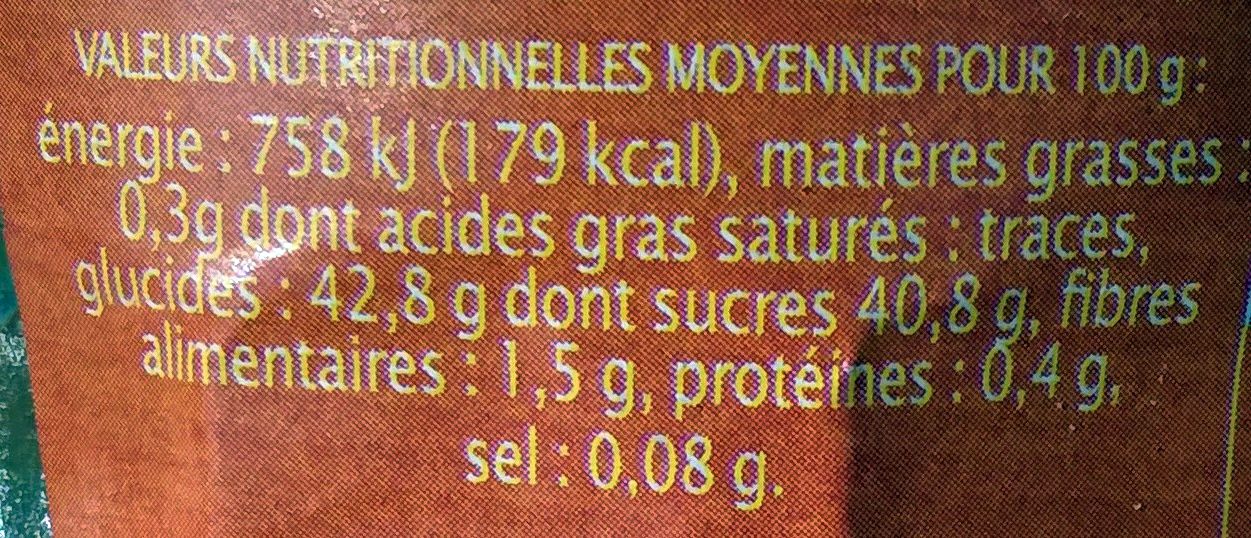 VALEURS NUTRITIONNELLES MOYENNES POUR 100 g :
énergie : 758 kJ (179 kcal), matières grasses :
0,3g dont acides gras saturés : traces,
glucides : 42,8 g dont sucres 40,8 g, fibres
alimentaires : 1,5 g, protéines : 0,4 g,
sel : 0,08 g.